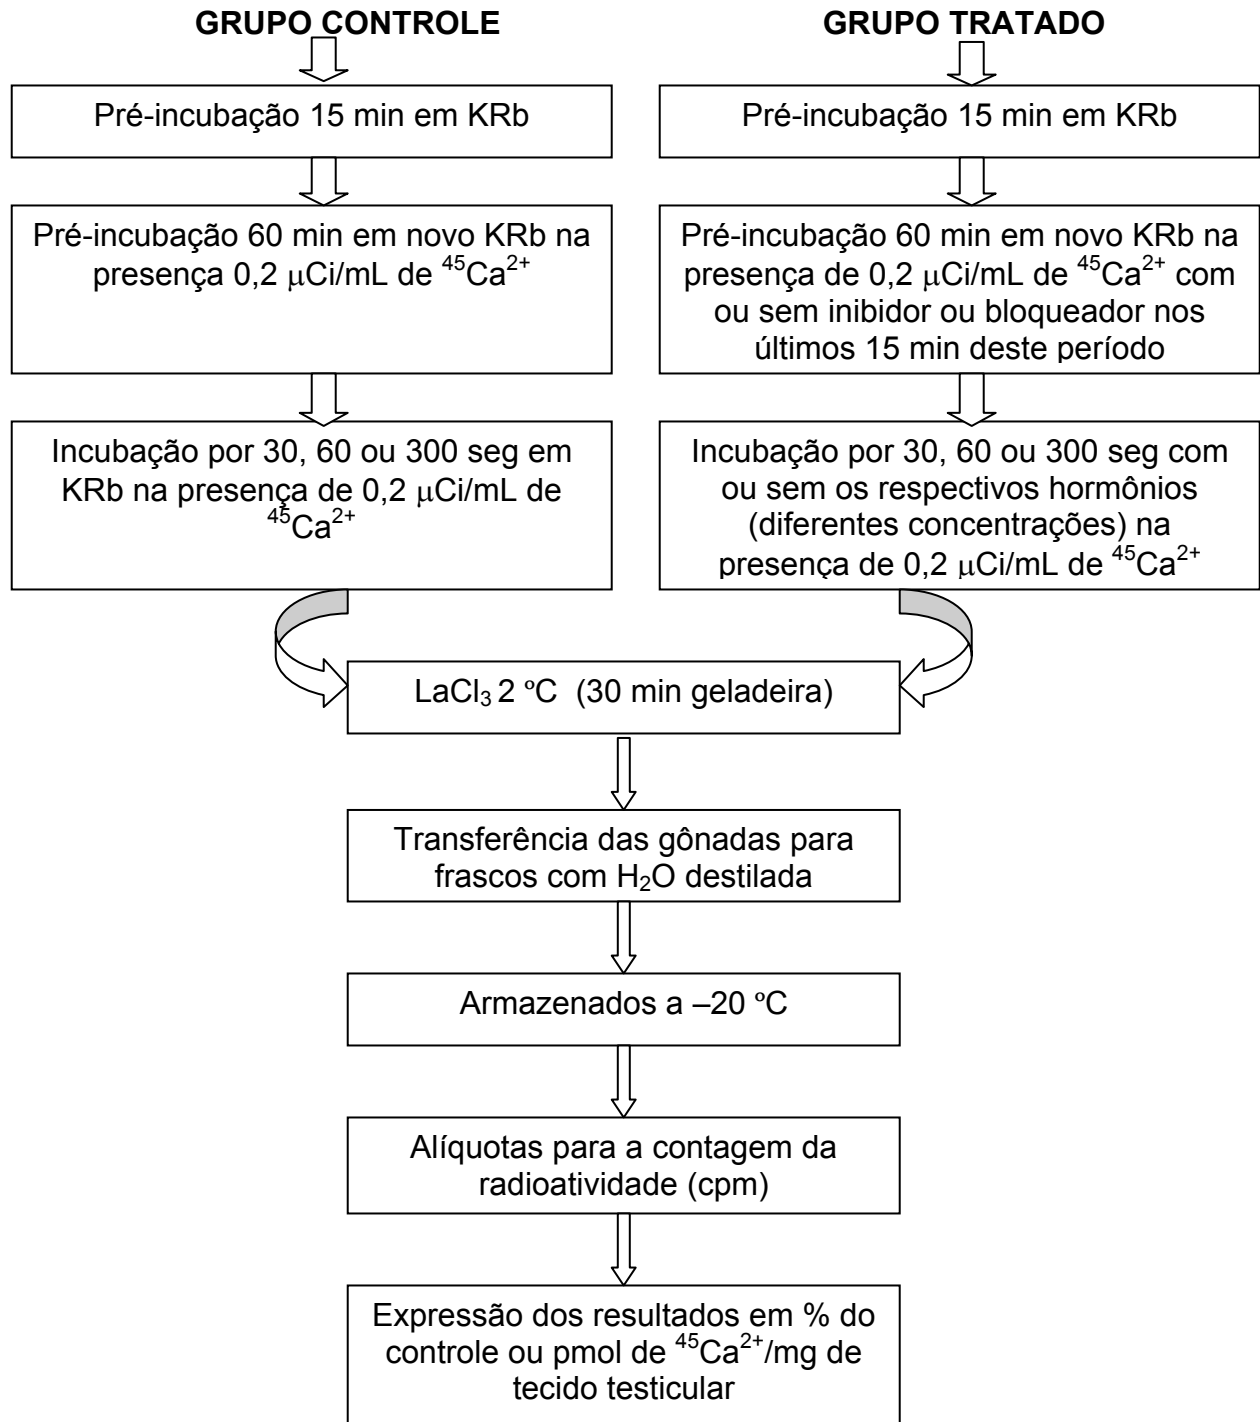 GRUPO CONTROLE
Pré-incubação 15 min em KRb
Pré-incubação 60 min em novo KRb na
presença 0,2 μCi/mL de ⁴⁵Ca²⁺
Incubação por 30, 60 ou 300 seg em
KRb na presença de 0,2 μCi/mL de
⁴⁵Ca²⁺
GRUPO TRATADO
Pré-incubação 15 min em KRb
Pré-incubação 60 min em novo KRb na
presença de 0,2 μCi/mL de ⁴⁵Ca²⁺ com
ou sem inibidor ou bloqueador nos
últimos 15 min deste período
Incubação por 30, 60 ou 300 seg com
ou sem os respectivos hormônios
(diferentes concentrações) na
presença de 0,2 μCi/mL de ⁴⁵Ca²⁺
LaCl₃ 2 ºC (30 min geladeira)
Transferência das gônadas para
frascos com H₂O destilada
Armazenados a –20 ºC
Alíquotas para a contagem da
radioatividade (cpm)
Expressão dos resultados em % do
controle ou pmol de ⁴⁵Ca²⁺/mg de
tecido testicular